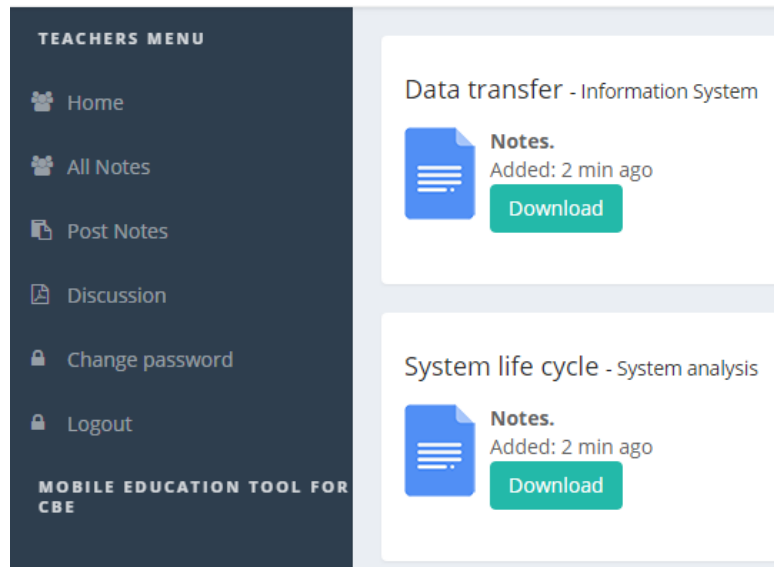 TEACHERS MENU
Home
All Notes
Post Notes
Discussion
Change password
Logout
MOBILE EDUCATION TOOL FOR
CBE
Data transfer - Information System
Notes.
Added: 2 min ago
Download
System life cycle - System analysis
Notes.
Added: 2 min ago
Download